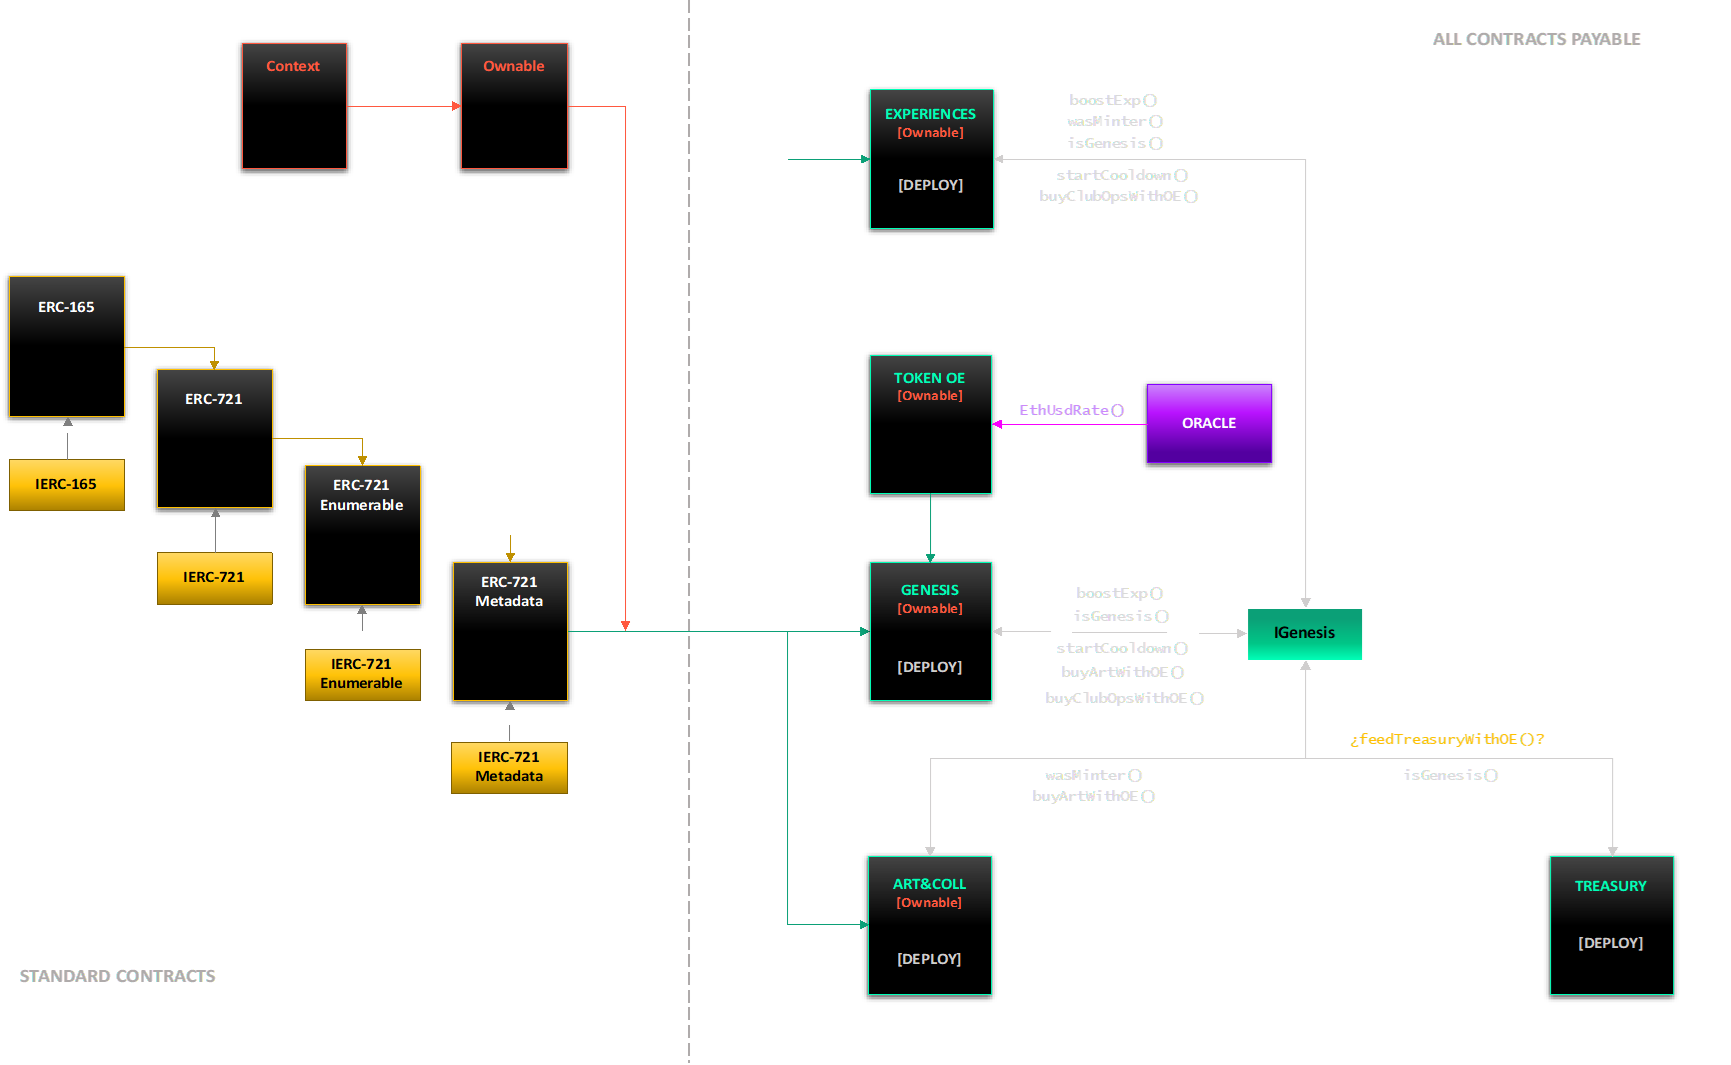 ALL CONTRACTS PAYABLE
Context
Ownable
EXPERIENCES
[Ownable]
[DEPLOY]
boostExp()
wasMinter()
isGenesis()
startCooldown()
buyClubOpsWithOE()
ERC-165
IERC-165
ERC-721
IERC-721
ERC-721
Enumerable
IERC-721
Enumerable
ERC-721
Metadata
IERC-721
Metadata
TOKEN OE
[Ownable]
EthUsdRate()
ORACLE
GENESIS
[Ownable]
[DEPLOY]
boostExp()
isGenesis()
startCooldown()
buyArtWithOE()
buyClubOpsWithOE()
IGenesis
¿feedTreasuryWithOE()?
wasMinter()
buyArtWithOE()
isGenesis()
ART&COLL
[Ownable]
[DEPLOY]
TREASURY
[DEPLOY]
STANDARD CONTRACTS